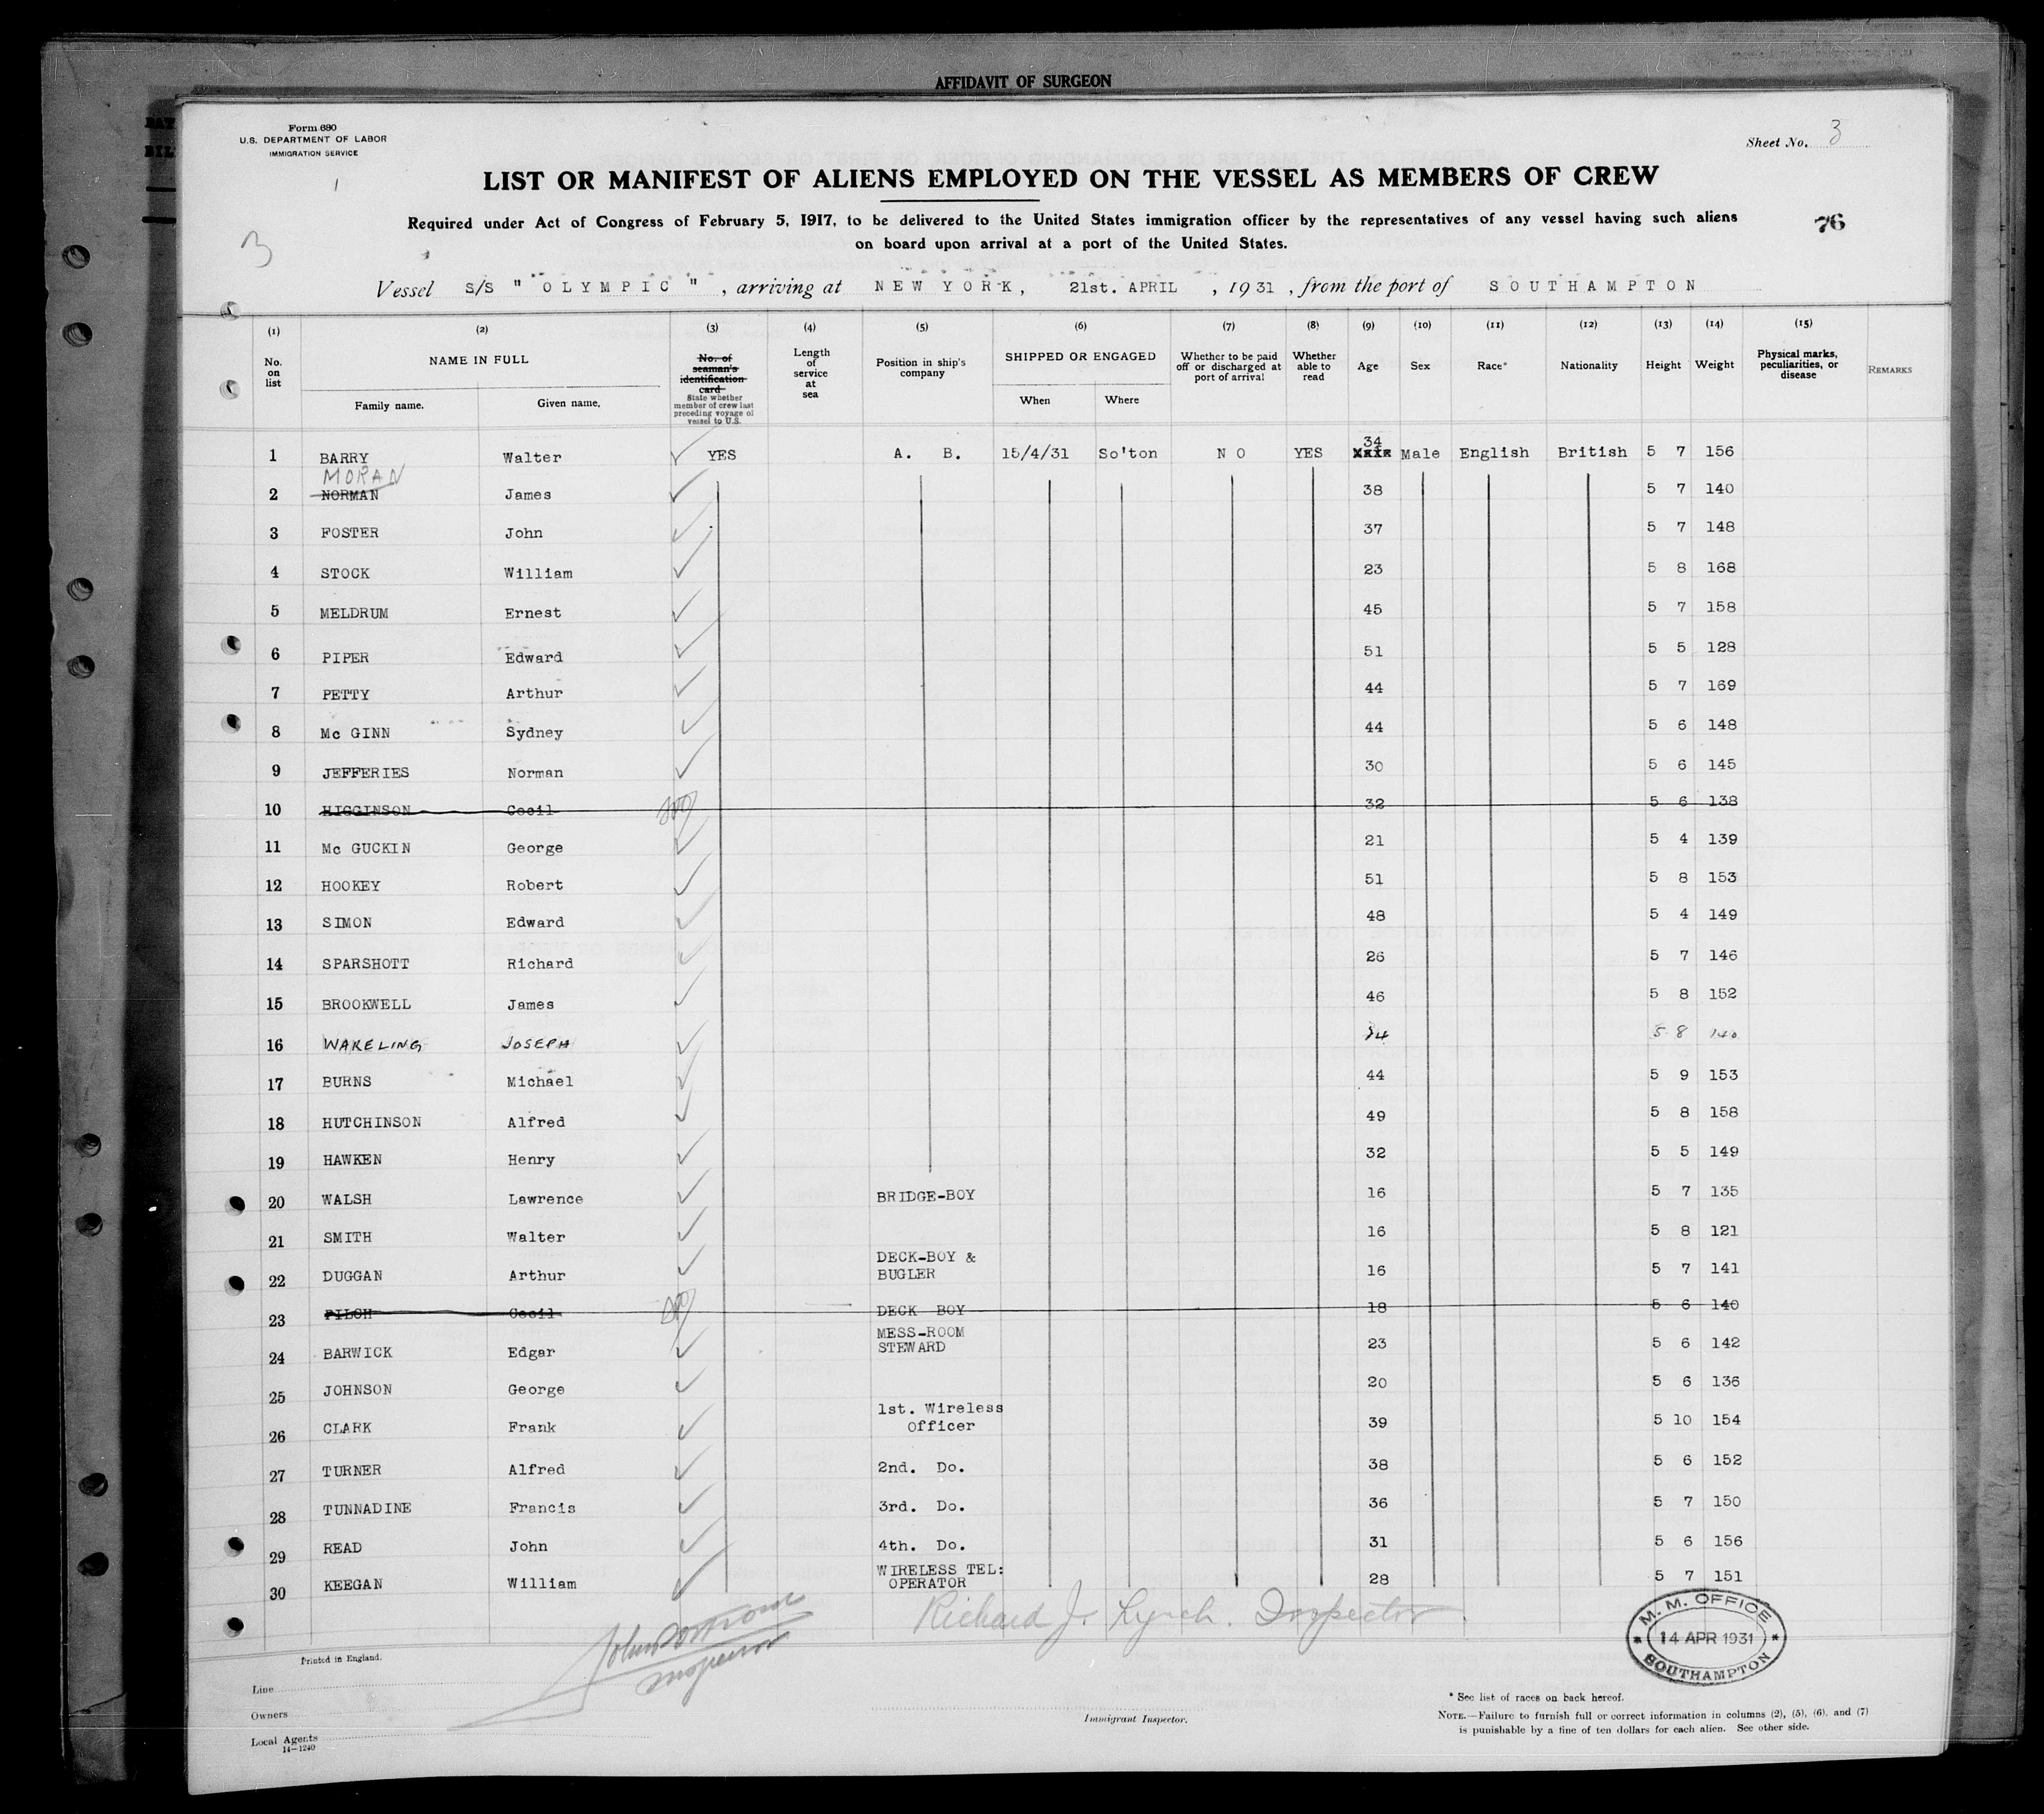 AFFIDAVIT OF SURGEON
Form 680
U.S. DEPARTMENT OF LABOR
IMMIGRATION SERVICE
Sheet No. 3
LIST OR MANIFEST OF ALIENS EMPLOYED ON THE VESSEL AS MEMBERS OF CREW
Required under Act of Congress of February 5, 1917, to be delivered to the United States immigration officer by the representatives of any vessel having such aliens
on board upon arrival at a port of the United States.
76
3
Vessel S/S " OLYMPIC ", arriving at NEW YORK, 21st. APRIL, 1931, from the port of SOUTHAMPTON
(1) (2) (3) (4) (5) (6) (7) (8) (9) (10) (11) (12) (13) (14) (15)
No. on list NAME IN FULL Family name. Given name. No. of seaman's identification card State whether member of crew last preceding voyage of vessel to U.S. Length of service at sea Position in ship's company SHIPPED OR ENGAGED When Where Whether to be paid off or discharged at port of arrival Whether able to read Age Sex Race* Nationality Height Weight Physical marks, peculiarities, or disease REMARKS
34
1 BARRY Walter YES A. B. 15/4/31 So'ton NO YES Male English British 5 7 156
MORAN
2 NORMAN James 38 5 7 140
3 FOSTER John 37 5 7 148
4 STOCK William 23 5 8 168
5 MELDRUM Ernest 45 5 7 158
6 PIPER Edward 51 5 5 128
7 PETTY Arthur 44 5 7 169
8 Mc GINN Sydney 44 5 6 148
9 JEFFERIES Norman 30 5 6 145
10 HIGGINSON Cecil 32 5 6 138
11 Mc GUCKIN George 21 5 4 139
12 HOOKEY Robert 51 5 8 153
13 SIMON Edward 48 5 4 149
14 SPARSHOTT Richard 26 5 7 146
15 BROOKWELL James 46 5 8 152
16 WAKELING JOSEPH 5 8 140
17 BURNS Michael 44 5 9 153
18 HUTCHINSON Alfred 49 5 8 158
19 HAWKEN Henry 32 5 5 149
20 WALSH Lawrence BRIDGE-BOY 16 5 7 135
21 SMITH Walter 16 5 8 121
22 DUGGAN Arthur DECK-BOY & BUGLER 16 5 7 141
23 PILCH Cecil DECK BOY 18 5 6 140
24 BARWICK Edgar MESS-ROOM STEWARD 23 5 6 142
25 JOHNSON George 20 5 6 136
26 CLARK Frank 1st. Wireless Officer 39 5 10 154
27 TURNER Alfred 2nd. Do. 38 5 6 152
28 TUNNADINE Francis 3rd. Do. 36 5 7 150
29 READ John 4th. Do. 31 5 6 156
30 KEEGAN William WIRELESS TEL: OPERATOR 28 5 7 151
Richard J. Lynch. Inspector.
Inspector
M. M. OFFICE
14 APR 1931
SOUTHAMPTON
Printed in England.
Line
Owners
Local Agents
14—1240
Immigrant Inspector.
* See list of races on back hereof.
NOTE.—Failure to furnish full or correct information in columns (2), (5), (6), and (7)
is punishable by a fine of ten dollars for each alien. See other side.